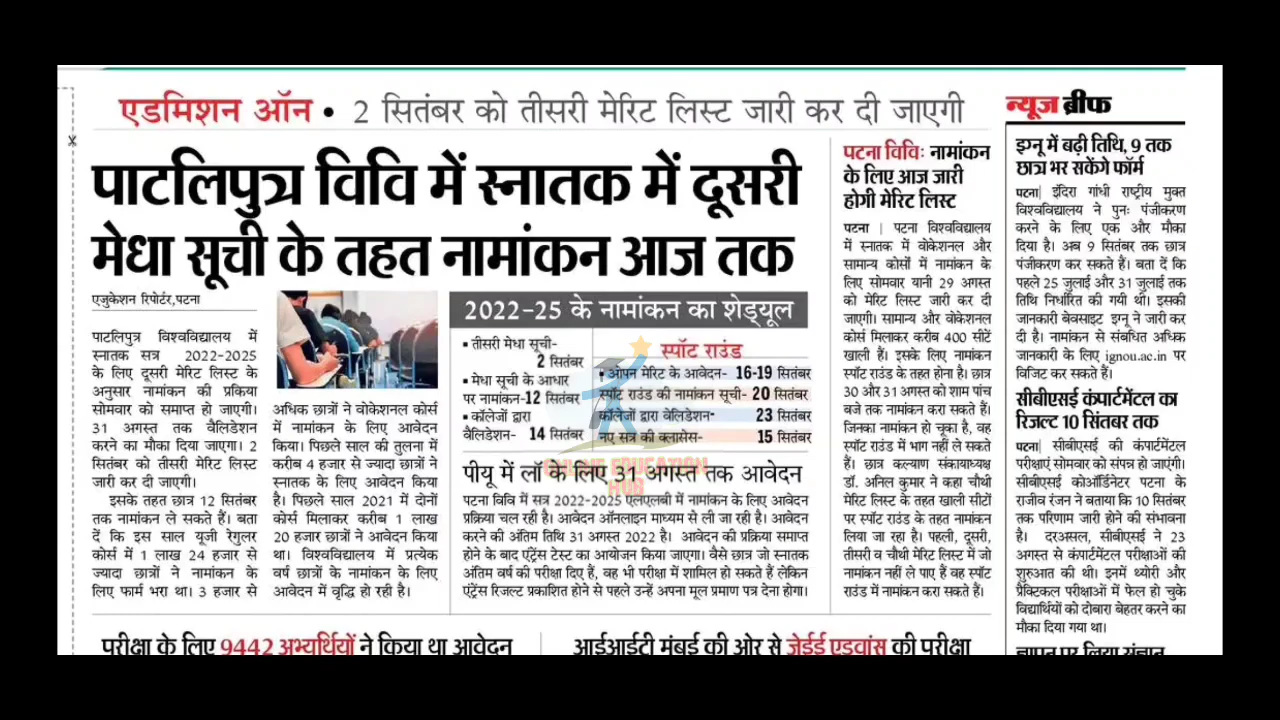 एडमिशन ऑन • 2 सितंबर को तीसरी मेरिट लिस्ट जारी कर दी जाएगी
पाटलिपुत्र विवि में स्नातक में दूसरी
मेधा सूची के तहत नामांकन आज तक
एजुकेशन रिपोर्टर,पटना
पाटलिपुत्र विश्वविद्यालय में
स्नातक सत्र 2022-2025
के लिए दूसरी मेरिट लिस्ट के
अनुसार नामांकन की प्रकिया
सोमवार को समाप्त हो जाएगी।
31 अगस्त तक वैलिडेशन
करने का मौका दिया जाएगा। 2
सितंबर को तीसरी मेरिट लिस्ट
जारी कर दी जाएगी।
इसके तहत छात्र 12 सितंबर
तक नामांकन ले सकते हैं। बता
दें कि इस साल यूजी रेगुलर
कोर्स में 1 लाख 24 हजार से
ज्यादा छात्रों ने नामांकन के
लिए फार्म भरा था। 3 हजार से
अधिक छात्रों ने वोकेशनल कोर्स
में नामांकन के लिए आवेदन
किया। पिछले साल की तुलना में
करीब 4 हजार से ज्यादा छात्रों ने
स्नातक के लिए आवेदन किया
है। पिछले साल 2021 में दोनों
कोर्स मिलाकर करीब 1 लाख
20 हजार छात्रों ने आवेदन किया
था। विश्वविद्यालय में प्रत्येक
वर्ष छात्रों के नामांकन के लिए
आवेदन में वृद्धि हो रही है।
2022-25 के नामांकन का शेड्यूल
▪ तीसरी मेधा सूची-
2 सितंबर
▪ मेधा सूची के आधार
पर नामांकन-12 सितंबर
▪ कॉलेजों द्वारा
वैलिडेशन- 14 सितंबर
स्पॉट राउंड
▪ ओपन मेरिट के आवेदन- 16-19 सितंबर
स्पॉट राउंड की नामांकन सूची- 20 सितंबर
कॉलेजों द्वारा वेलिडेशन- 23 सितंबर
नए सत्र की क्लासेस- 15 सितंबर
ONLINE EDUCATION
HUB
पीयू में लॉ के लिए 31 अगस्त तक आवेदन
पटना विवि में सत्र 2022-2025 एलएलबी में नामांकन के लिए आवेदन
प्रक्रिया चल रही है। आवेदन ऑनलाइन माध्यम से ली जा रही है। आवेदन
करने की अंतिम तिथि 31 अगस्त 2022 है। आवेदन की प्रक्रिया समाप्त
होने के बाद एंट्रेंस टेस्ट का आयोजन किया जाएगा। वैसे छात्र जो स्नातक
अंतिम वर्ष की परीक्षा दिए हैं, वह भी परीक्षा में शामिल हो सकते हैं लेकिन
एंट्रेंस रिजल्ट प्रकाशित होने से पहले उन्हें अपना मूल प्रमाण पत्र देना होगा।
पटना विवि: नामांकन
के लिए आज जारी
होगी मेरिट लिस्ट
पटना | पटना विश्वविद्यालय
में स्नातक में वोकेशनल और
सामान्य कोर्सों में नामांकन के
लिए सोमवार यानी 29 अगस्त
को मेरिट लिस्ट जारी कर दी
जाएगी। सामान्य और वोकेशनल
कोर्स मिलाकर करीब 400 सीटें
खाली हैं। इसके लिए नामांकन
स्पॉट राउंड के तहत होना है। छात्र
30 और 31 अगस्त को शाम पांच
बजे तक नामांकन करा सकते हैं।
जिनका नामांकन हो चूका है, वह
स्पॉट राउंड में भाग नहीं ले सकते
हैं। छात्र कल्याण संकायाध्यक्ष
डॉ. अनिल कुमार ने कहा चौथी
मेरिट लिस्ट के तहत खाली सीटों
पर स्पॉट राउंड के तहत नामांकन
लिया जा रहा है। पहली, दूसरी,
तीसरी व चौथी मेरिट लिस्ट में जो
नामांकन नहीं ले पाए हैं वह स्पॉट
राउंड में नामांकन करा सकते हैं।
न्यूज ब्रीफ
इग्नू में बढ़ी तिथि, 9 तक
छात्र भर सकेंगे फॉर्म
पटना| इंदिरा गांधी राष्ट्रीय मुक्त
विश्वविद्यालय ने पुनः पंजीकरण
करने के लिए एक और मौका
दिया है। अब 9 सितंबर तक छात्र
पंजीकरण कर सकते हैं। बता दें कि
पहले 25 जुलाई और 31 जुलाई तक
तिथि निर्धारित की गयी थी। इसकी
जानकारी बेवसाइट इग्नू ने जारी कर
दी है। नामांकन से संबधित अधिक
जानकारी के लिए ignou.ac.in पर
विजिट कर सकते हैं।
सीबीएसई कंपार्टमेंटल का
रिजल्ट 10 सिंतबर तक
पटना| सीबीएसई की कंपार्टमेंटल
परीक्षाएं सोमवार को संपन्न हो जाएंगी।
सीबीएसई कोऑर्डिनेटर पटना के
राजीव रंजन ने बताया कि 10 सितंबर
तक परिणाम जारी होने की संभावना
है। दरअसल, सीबीएसई ने 23
अगस्त से कंपार्टमेंटल परीक्षाओं की
शुरुआत की थी। इनमें थ्योरी और
प्रैक्टिकल परीक्षाओं में फेल हो चुके
विद्यार्थियों को दोबारा बेहतर करने का
मौका दिया गया था।
परीक्षा के लिए 9442 अभ्यर्थियों ने किया था आवेदन
आईआईटी मुंबई की ओर से जेईई एडवांस की परीक्षा